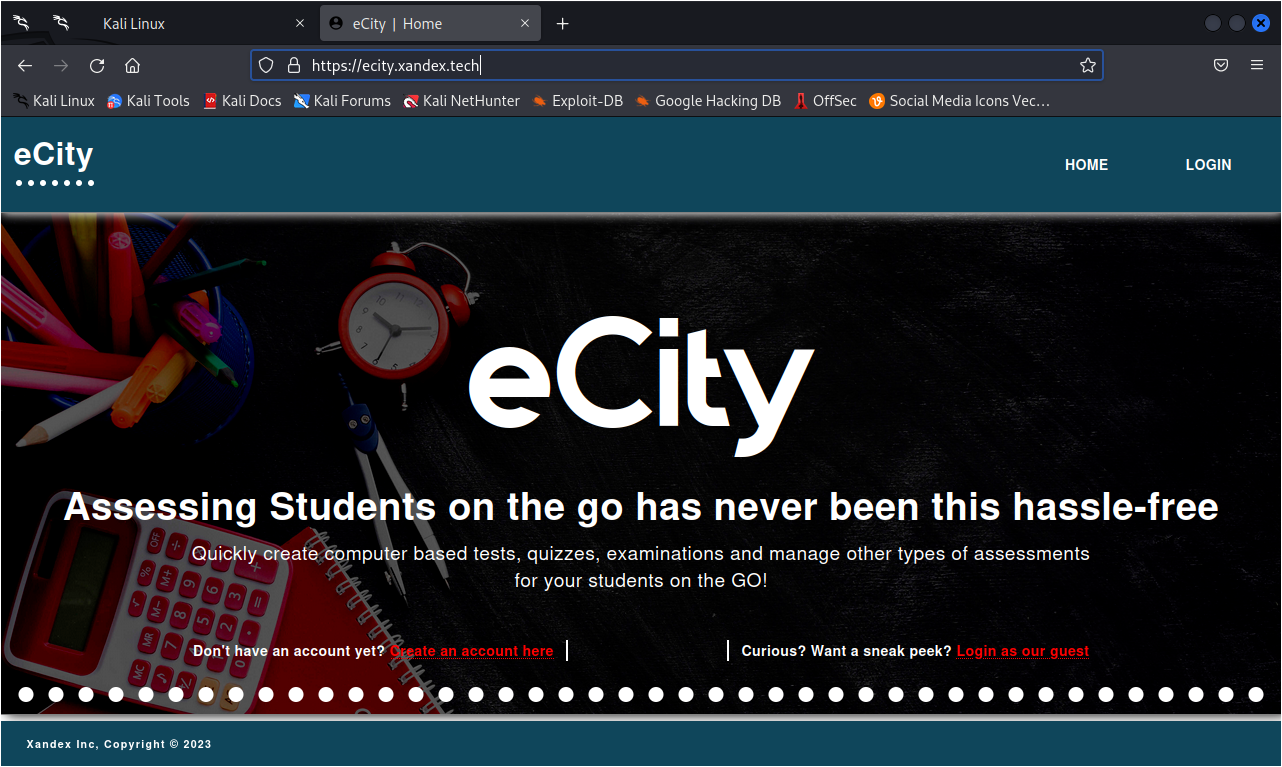 Kali Linux
eCity | Home
https://ecity.xandex.tech
Kali Linux Kali Tools Kali Docs Kali Forums Kali NetHunter Exploit-DB Google Hacking DB OffSec Social Media Icons Vec…
eCity
HOME LOGIN
eCity
Assessing Students on the go has never been this hassle-free
Quickly create computer based tests, quizzes, examinations and manage other types of assessments
for your students on the GO!
Don't have an account yet? Create an account here
Curious? Want a sneak peek? Login as our guest
Xandex Inc, Copyright © 2023